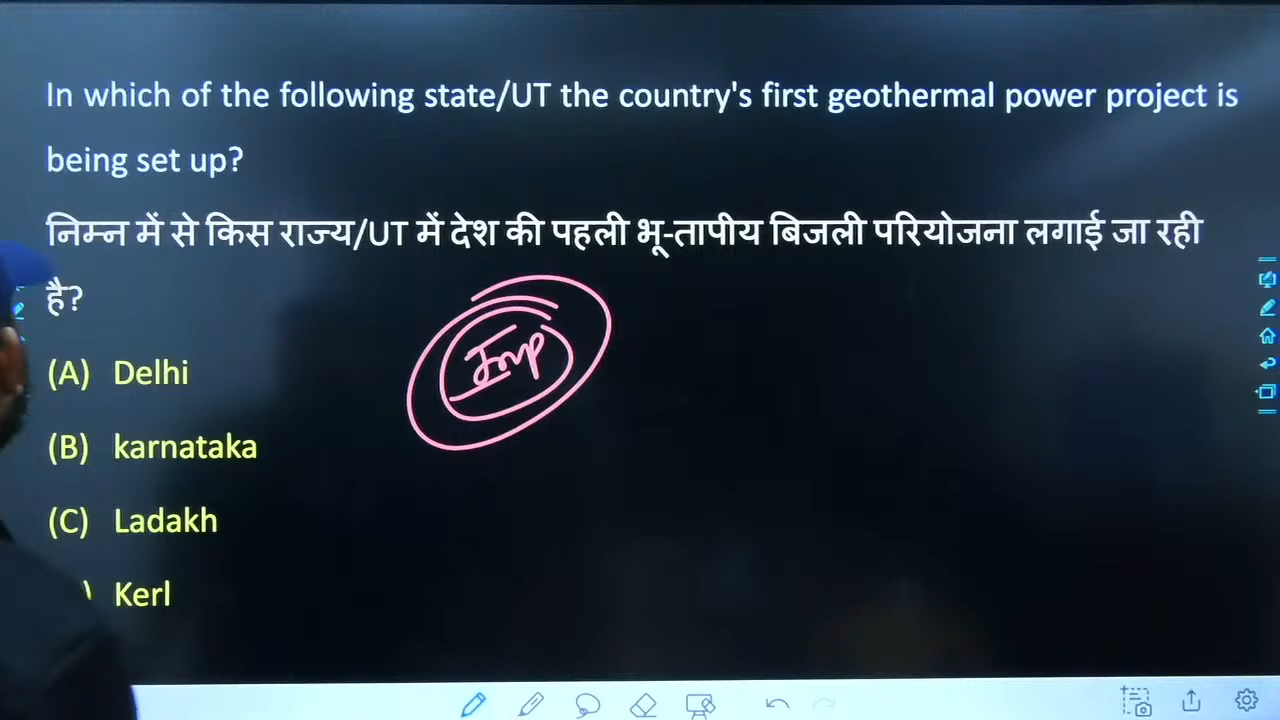 In which of the following state/UT the country's first geothermal power project is
being set up?
निम्न में से किस राज्य/UT में देश की पहली भू-तापीय बिजली परियोजना लगाई जा रही
है?
Imp
(A) Delhi
(B) karnataka
(C) Ladakh
) Kerl